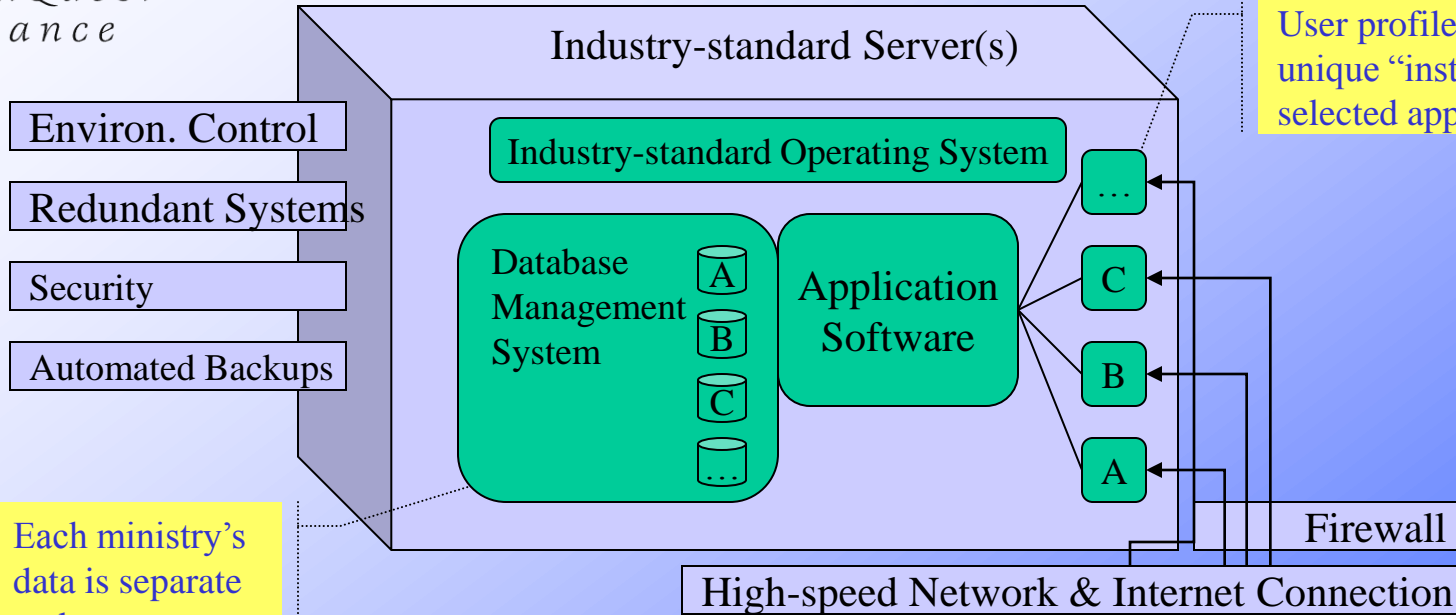 ance
Industry-standard Server(s)
User profile
unique “inst
selected app
Environ. Control
Redundant Systems
Security
Automated Backups
Industry-standard Operating System
Database
Management
System
A
B
C
…
Application
Software
…
C
B
A
Each ministry’s
data is separate
Firewall
High-speed Network & Internet Connection